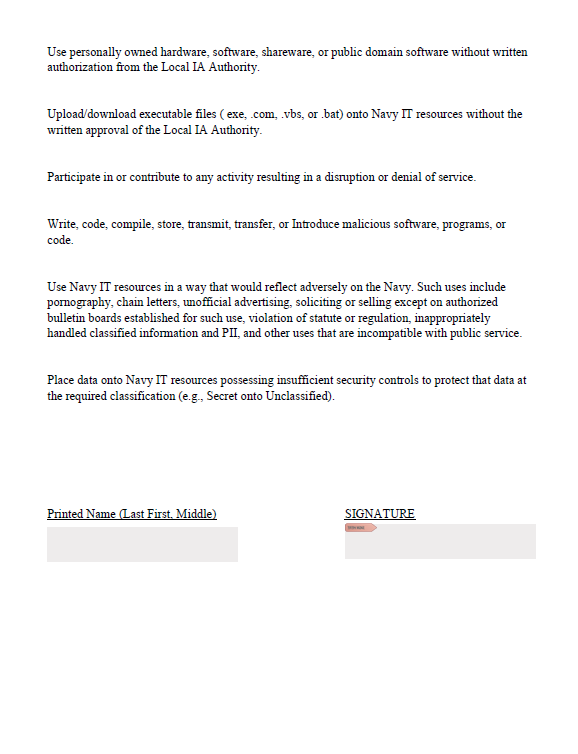 Use personally owned hardware, software, shareware, or public domain software without written
authorization from the Local IA Authority.
Upload/download executable files ( exe, .com, .vbs, or .bat) onto Navy IT resources without the
written approval of the Local IA Authority.
Participate in or contribute to any activity resulting in a disruption or denial of service.
Write, code, compile, store, transmit, transfer, or Introduce malicious software, programs, or
code.
Use Navy IT resources in a way that would reflect adversely on the Navy. Such uses include
pornography, chain letters, unofficial advertising, soliciting or selling except on authorized
bulletin boards established for such use, violation of statute or regulation, inappropriately
handled classified information and PII, and other uses that are incompatible with public service.
Place data onto Navy IT resources possessing insufficient security controls to protect that data at
the required classification (e.g., Secret onto Unclassified).
Printed Name (Last First, Middle)
SIGNATURE